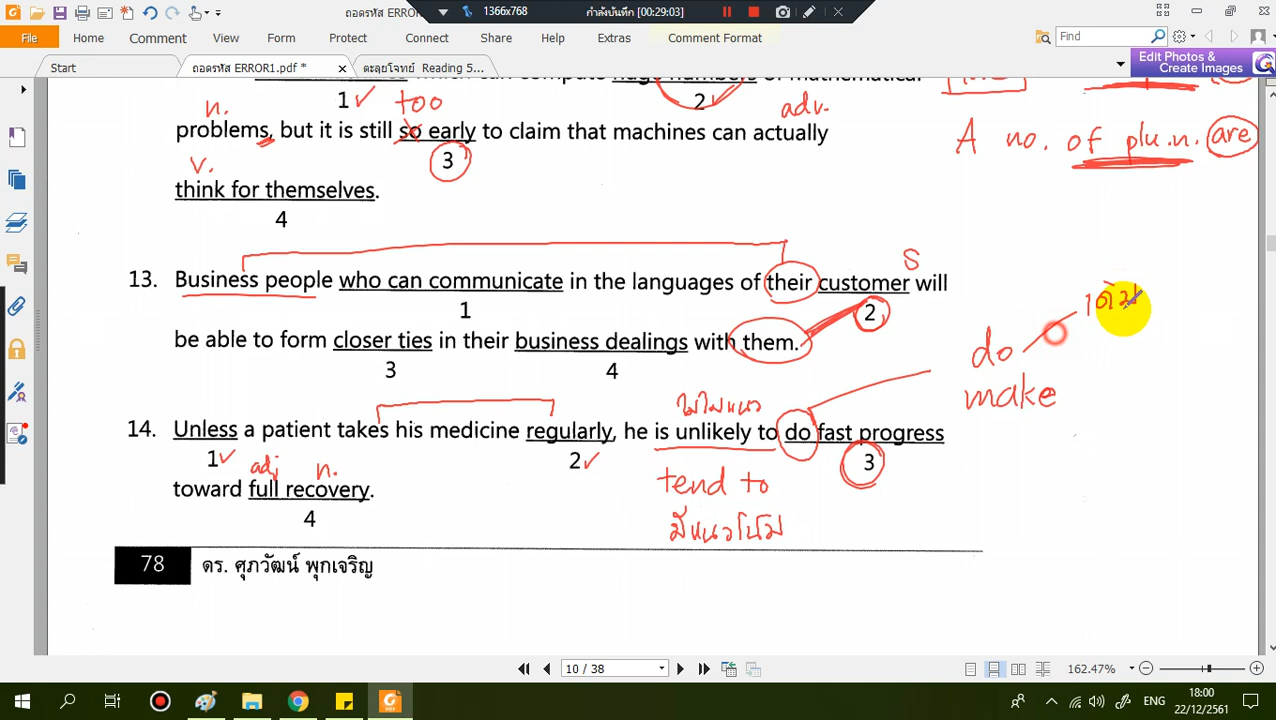 1366x768
กำลังบันทึก [00:29:03]
ถอดรหัส ERROR
File Home Comment View Form Protect Connect Share Help Extras Comment Format
Find
Edit Photos &
Create Images
Start
ถอดรหัส ERROR1.pdf *
ตะลุยโจทย์ Reading 5...
n. 1✓ too 2✓ adv.
problems, but it is still so early to claim that machines can actually
3
A no. of plu.n. are
v.
think for themselves.
4
S
13. Business people who can communicate in the languages of their customer will
1 2
be able to form closer ties in their business dealings with them.
3 4
do
make
14. Unless a patient takes his medicine regularly, he is unlikely to do fast progress
1✓ 2✓ 3
adj n.
toward full recovery.
4
tend to
มีแนวโน้ม
78 ดร. ศุภวัฒน์ พุกเจริญ
10 / 38
162.47%
ENG
18:00
22/12/2561